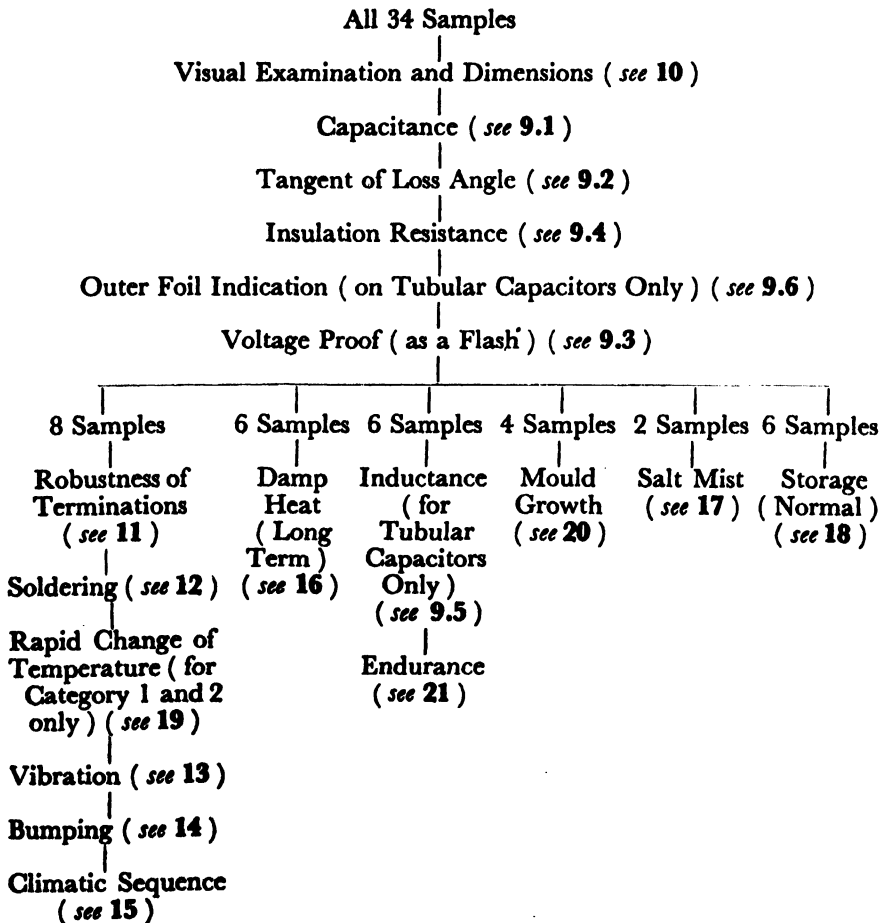 All 34 Samples
Visual Examination and Dimensions ( see 10 )
Capacitance ( see 9.1 )
Tangent of Loss Angle ( see 9.2 )
Insulation Resistance ( see 9.4 )
Outer Foil Indication ( on Tubular Capacitors Only ) ( see 9.6 )
Voltage Proof ( as a Flash ) ( see 9.3 )
8 Samples
Robustness of
Terminations
( see 11 )
Soldering ( see 12 )
Rapid Change of
Temperature ( for
Category 1 and 2
only ) ( see 19 )
Vibration ( see 13 )
Bumping ( see 14 )
Climatic Sequence
( see 15 )
6 Samples
Damp
Heat
( Long
Term )
( see 16 )
6 Samples
Inductance
( for
Tubular
Capacitors
Only )
( see 9.5 )
Endurance
( see 21 )
4 Samples
Mould
Growth
( see 20 )
2 Samples
Salt Mist
( see 17 )
6 Samples
Storage
( Normal )
( see 18 )